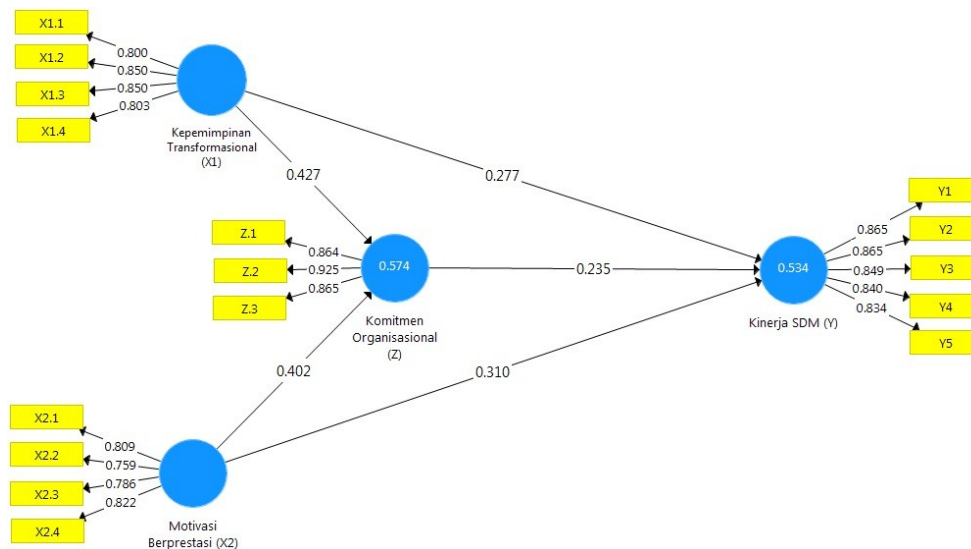 X1.1
X1.2
X1.3
X1.4
0.800
0.850
0.850
0.803
Kepemimpinan
Transformasional
(X1)
0.427
0.277
Z.1
Z.2
Z.3
0.864
0.925
0.865
0.574
Komitmen
Organisasional
(Z)
0.235
0.534
Kinerja SDM (Y)
0.865
0.865
0.849
0.840
0.834
Y1
Y2
Y3
Y4
Y5
0.402
0.310
X2.1
X2.2
X2.3
X2.4
0.809
0.759
0.786
0.822
Motivasi
Berprestasi (X2)